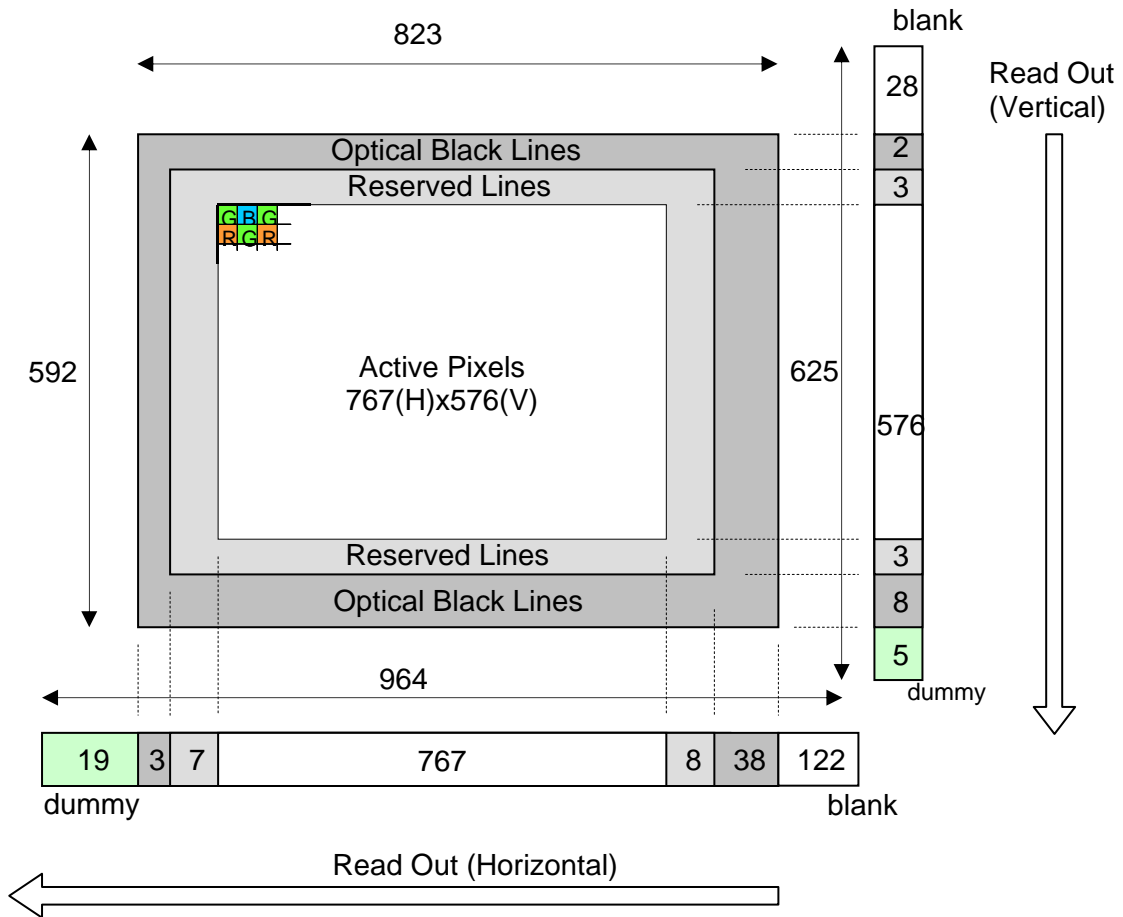 blank
823
28
Read Out
(Vertical)
Optical Black Lines
2
Reserved Lines
3
G B G
R G R
592
Active Pixels
767(H)x576(V)
625
576
Reserved Lines
3
Optical Black Lines
8
5
dummy
964
19 3 7 767 8 38 122
dummy
blank
Read Out (Horizontal)